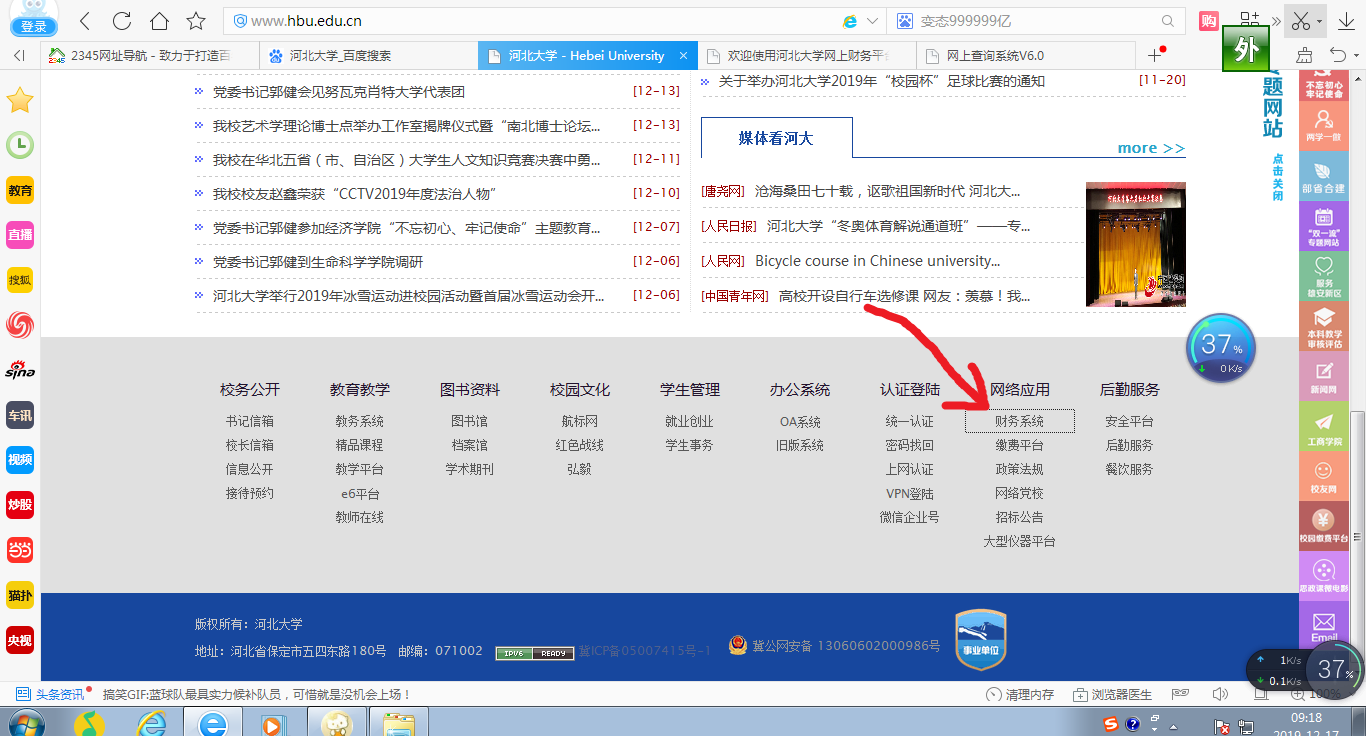 登录
www.hbu.edu.cn
变态999999亿
购
2345网址导航 - 致力于打造百
河北大学_百度搜索
河北大学 - Hebei University
欢迎使用河北大学网上财务平台
网上查询系统V6.0
外
教育
直播
搜狐
sina
车讯
视频
炒股
猫扑
央视
党委书记郭健会见努瓦克肖特大学代表团 [12-13]
我校艺术学理论博士点举办工作室揭牌仪式暨“南北博士论坛... [12-13]
我校在华北五省(市、自治区)大学生人文知识竞赛决赛中勇... [12-11]
我校校友赵鑫荣获“CCTV2019年度法治人物” [12-10]
党委书记郭健参加经济学院“不忘初心、牢记使命”主题教育... [12-07]
党委书记郭健到生命科学学院调研 [12-06]
河北大学举行2019年冰雪运动进校园活动暨首届冰雪运动会开... [12-06]
关于举办河北大学2019年“校园杯”足球比赛的通知 [11-20]
媒体看河大
more >>
[唐尧网] 沧海桑田七十载,讴歌祖国新时代 河北大...
[人民日报] 河北大学“冬奥体育解说通道班”——专...
[人民网] Bicycle course in Chinese university...
[中国青年网] 高校开设自行车选修课 网友:羡慕!我...
题网站
点击关闭
不忘初心
牢记使命
两学一做
部省合建
“双一流”
专题网站
服务
雄安新区
本科教学
审核评估
新闻网
工商学院
校友网
校园缴费平台
思政课微电影
Email
37%
0K/s
校务公开
书记信箱
校长信箱
信息公开
接待预约
教育教学
教务系统
精品课程
教学平台
e6平台
教师在线
图书资料
图书馆
档案馆
学术期刊
校园文化
航标网
红色战线
弘毅
学生管理
就业创业
学生事务
办公系统
OA系统
旧版系统
认证登陆
统一认证
密码找回
上网认证
VPN登陆
微信企业号
网络应用
财务系统
缴费平台
政策法规
网络党校
招标公告
大型仪器平台
后勤服务
安全平台
后勤服务
餐饮服务
版权所有:河北大学
地址:河北省保定市五四东路180号 邮编:071002
IPV6 READY
冀ICP备05007415号-1
冀公网安备 13060602000986号
事业单位
1K/s
0.1K/s
37%
头条资讯
搞笑GIF:蓝球队最具实力候补队员,可惜就是没机会上场!
清理内存
浏览器医生
100%
09:18
2019-12-17